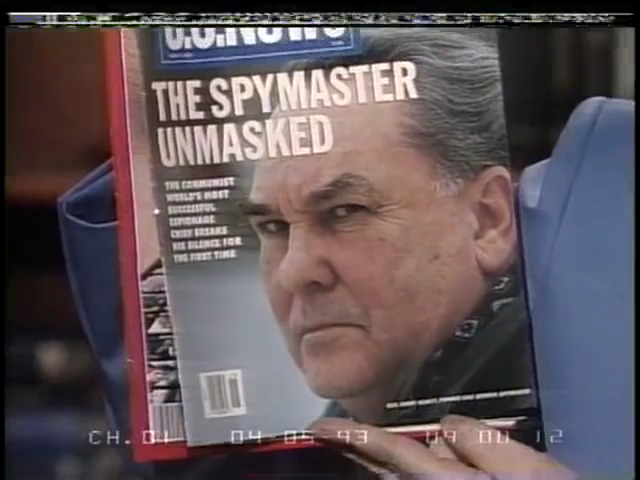 U.S. NEWS
THE SPYMASTER
UNMASKED
THE COMMUNIST
WORLD'S MOST
SUCCESSFUL
ESPIONAGE
CHIEF BREAKS
HIS SILENCE FOR
THE FIRST TIME
CH.01 04-05-93 09:00:12